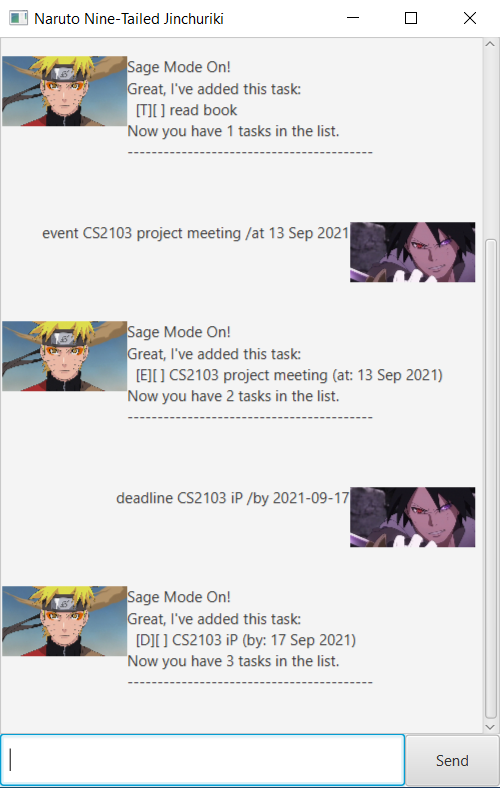 Naruto Nine-Tailed Jinchuriki
Sage Mode On!
Great, I've added this task:
[T][ ] read book
Now you have 1 tasks in the list.
-----------------------------------------
event CS2103 project meeting /at 13 Sep 2021
Sage Mode On!
Great, I've added this task:
[E][ ] CS2103 project meeting (at: 13 Sep 2021)
Now you have 2 tasks in the list.
-----------------------------------------
deadline CS2103 iP /by 2021-09-17
Sage Mode On!
Great, I've added this task:
[D][ ] CS2103 iP (by: 17 Sep 2021)
Now you have 3 tasks in the list.
-----------------------------------------
Send